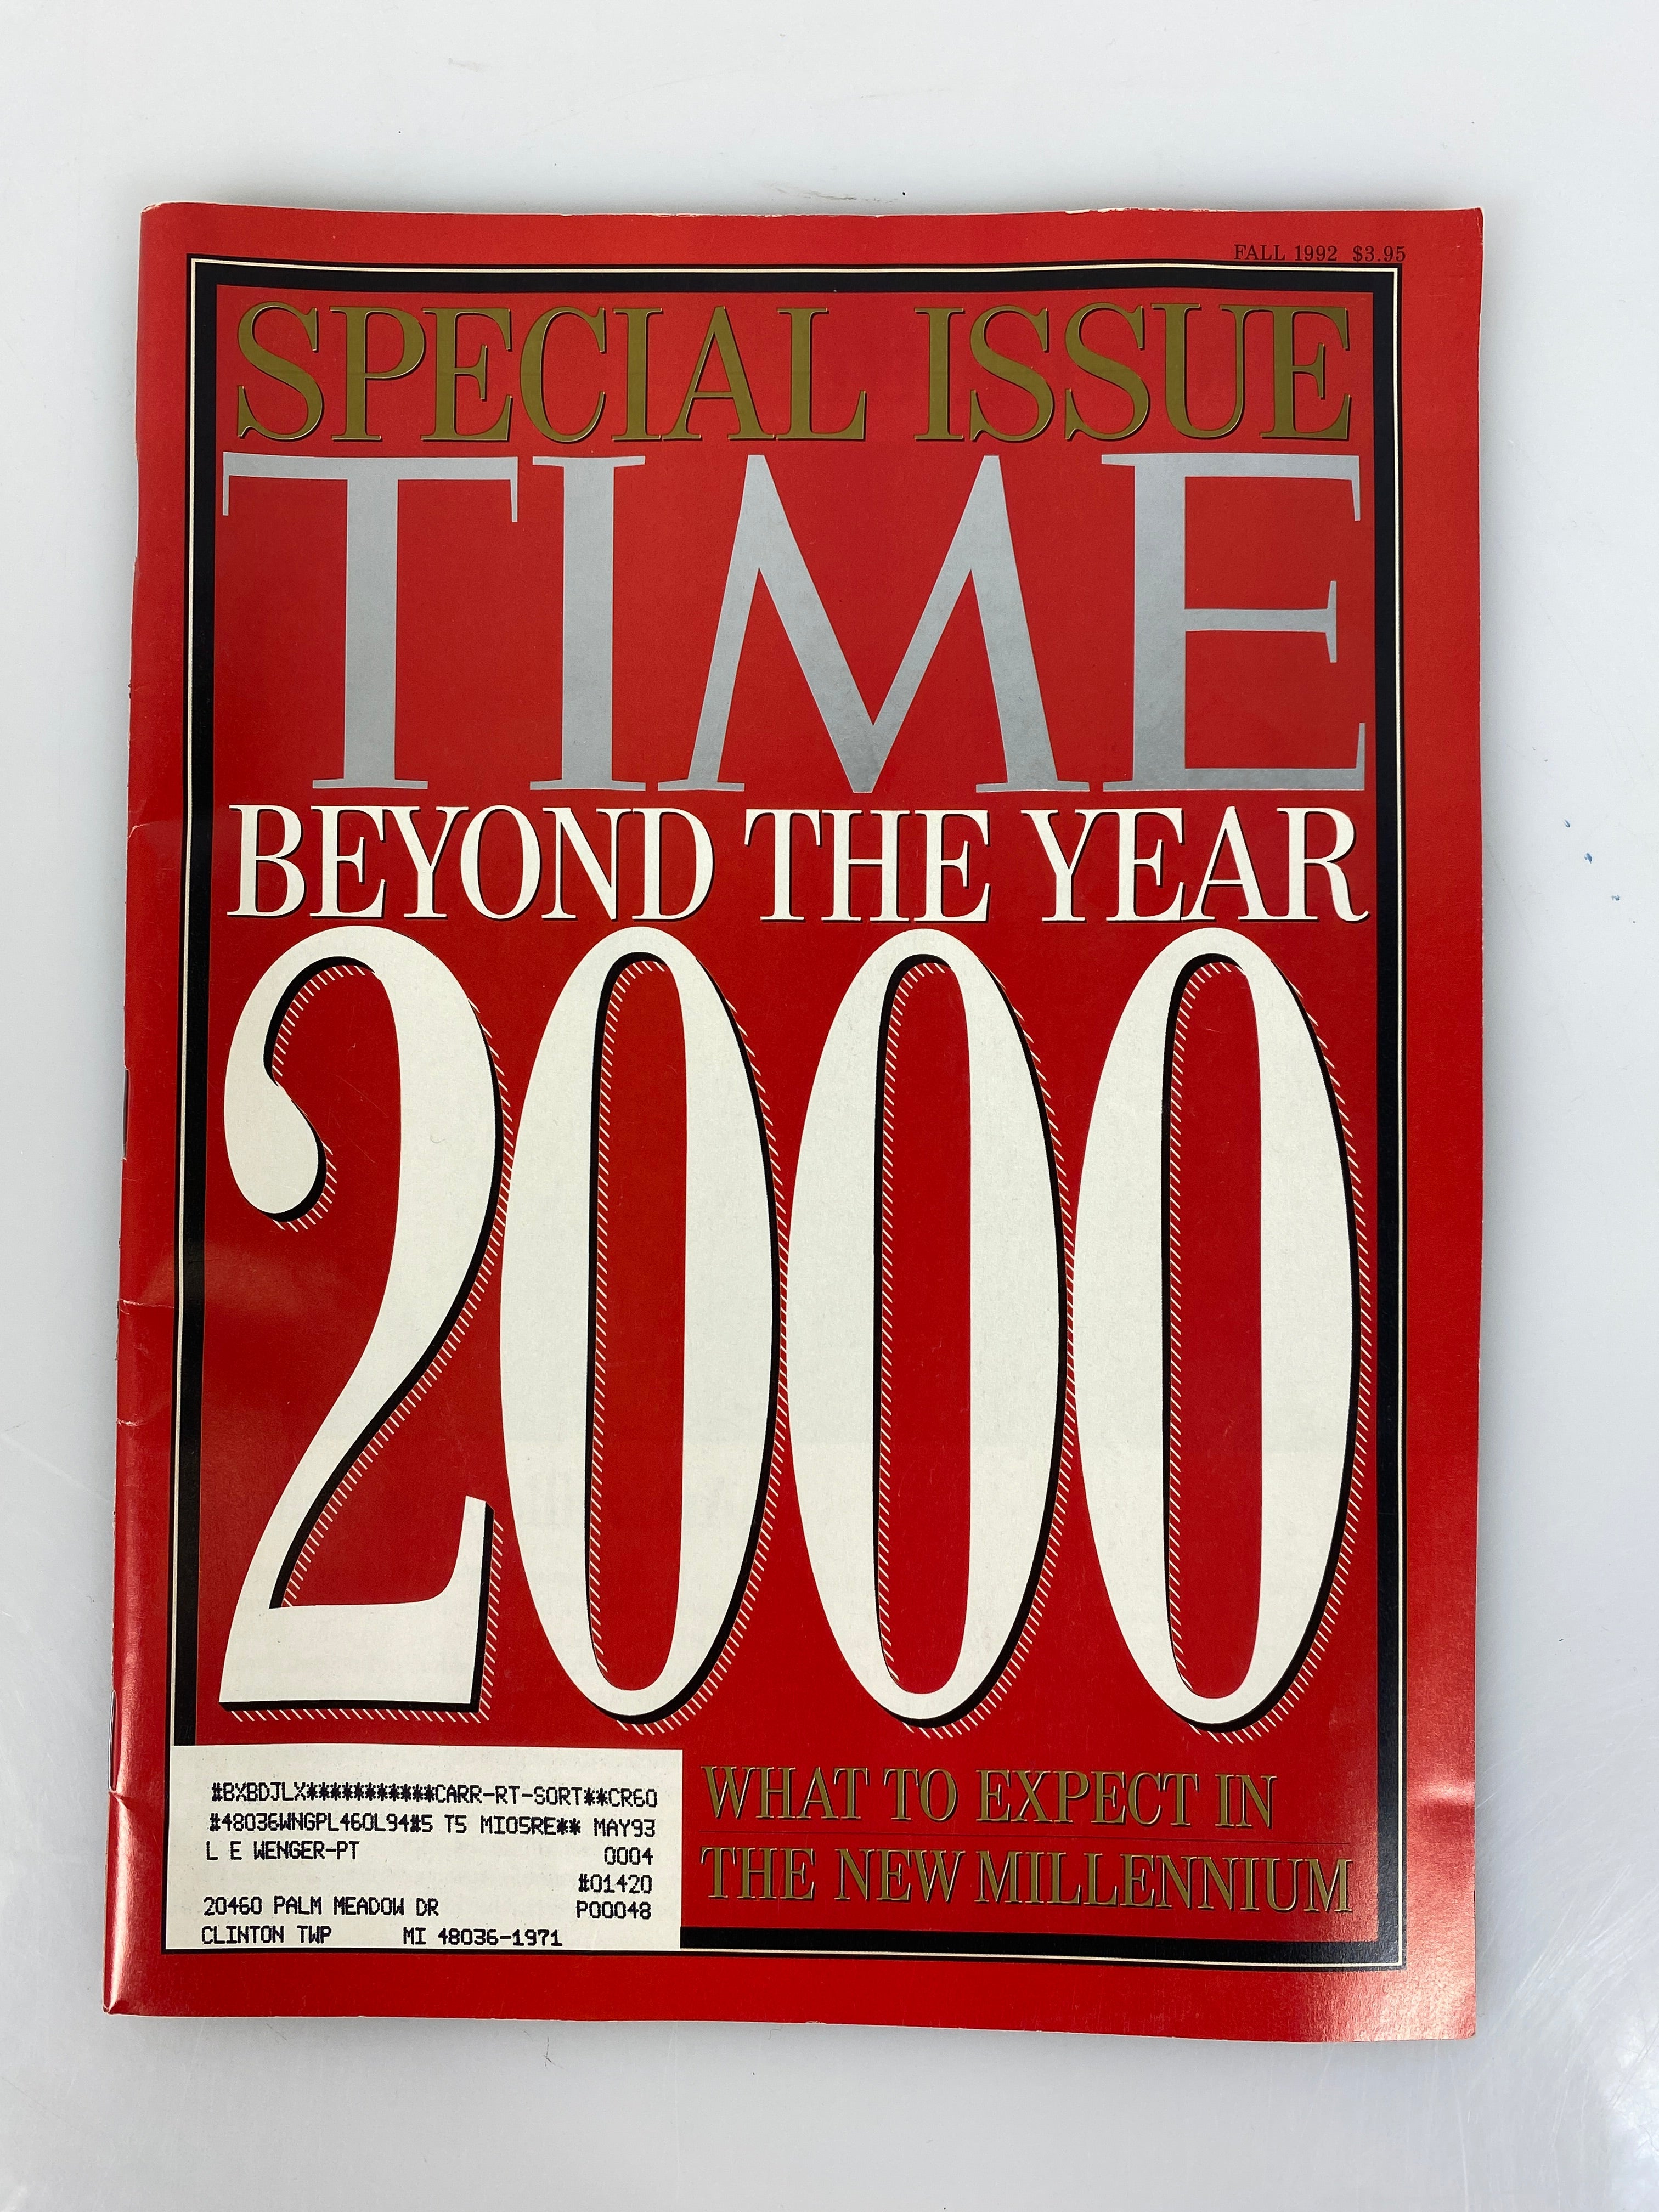 FALL 1992 $3.95
SPECIAL ISSUE
TIME
BEYOND THE YEAR
2000
WHAT TO EXPECT IN
THE NEW MILLENNIUM
#BXBDJLX***********CARR-RT-SORT**CR60
#48036WNGPL460L94#5 T5 MI05RE** MAY93
L E WENGER-PT 0004
#01420
20460 PALM MEADOW DR P00048
CLINTON TWP MI 48036-1971